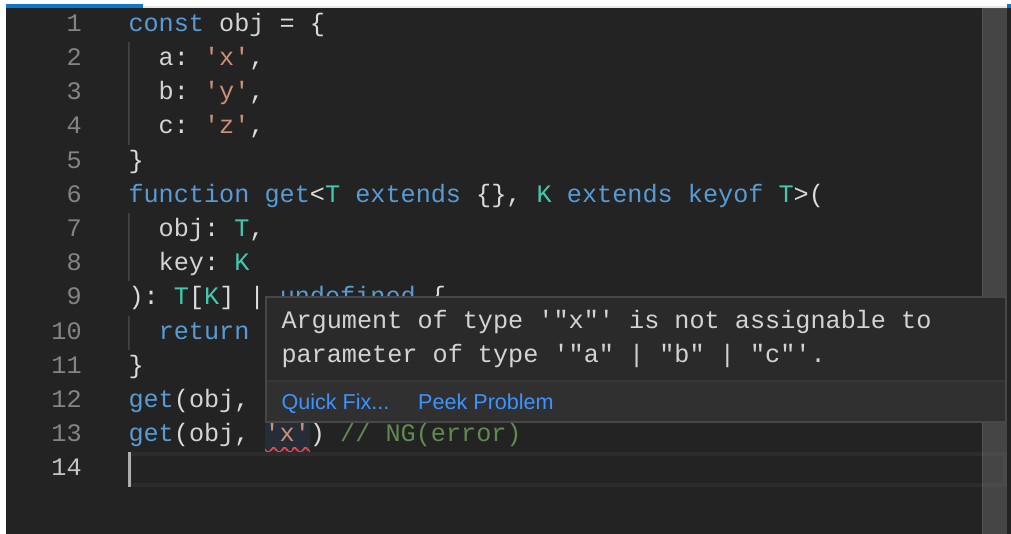 1 const obj = {
2 a: 'x',
3 b: 'y',
4 c: 'z',
5 }
6 function get<T extends {}, K extends keyof T>(
7 obj: T,
8 key: K
9 ): T[K] | undefined {
Argument of type '"x"' is not assignable to
parameter of type '"a" | "b" | "c"'.
Quick Fix... Peek Problem
10 return
11 }
12 get(obj,
13 get(obj, 'x') // NG(error)
14